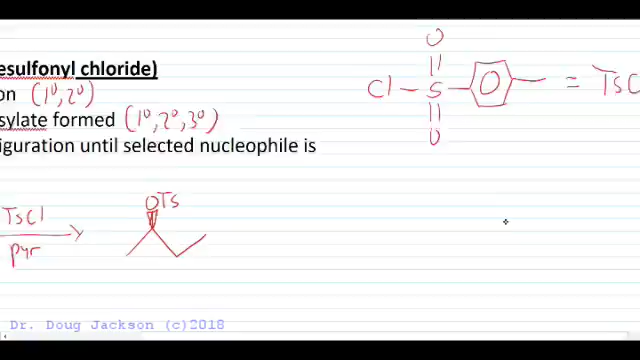 O
esulfonyl chloride)
Cl - S = TsC
on (1°, 2°)
sylate formed (1°, 2°, 3°)
O
iguration until selected nucleophile is
OTs
TsCl
pyr
Dr. Doug Jackson (c)2018